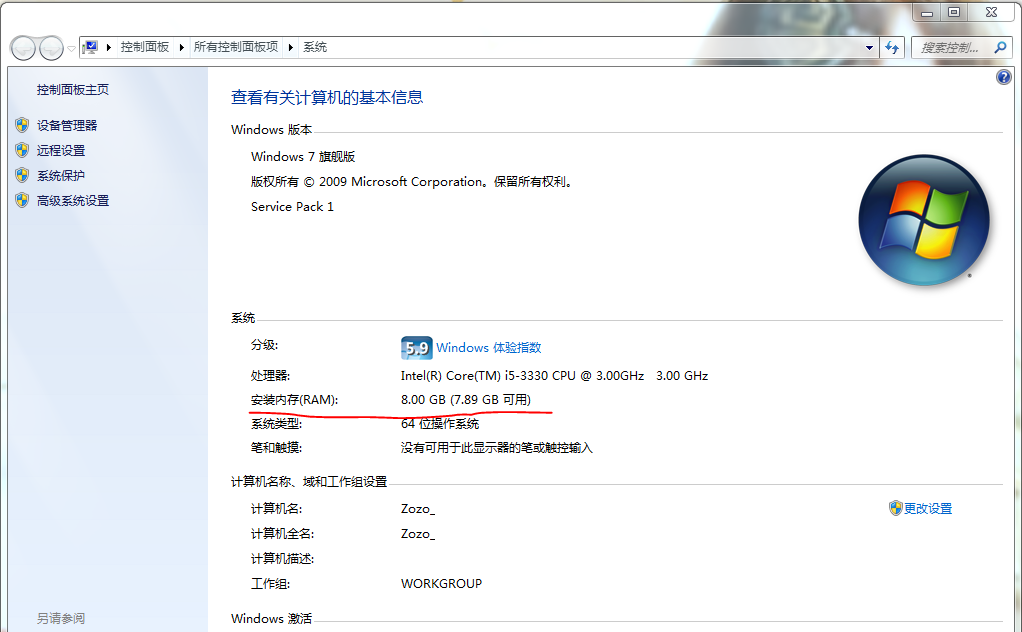 控制面板 所有控制面板项 系统
搜索控制...
控制面板主页
设备管理器
远程设置
系统保护
高级系统设置
另请参阅
查看有关计算机的基本信息
Windows 版本
Windows 7 旗舰版
版权所有 © 2009 Microsoft Corporation。保留所有权利。
Service Pack 1
系统
分级: 5.9 Windows 体验指数
处理器: Intel(R) Core(TM) i5-3330 CPU @ 3.00GHz 3.00 GHz
安装内存(RAM): 8.00 GB (7.89 GB 可用)
系统类型: 64 位操作系统
笔和触摸: 没有可用于此显示器的笔或触控输入
计算机名称、域和工作组设置
计算机名: Zozo_ 更改设置
计算机全名: Zozo_
计算机描述:
工作组: WORKGROUP
Windows 激活